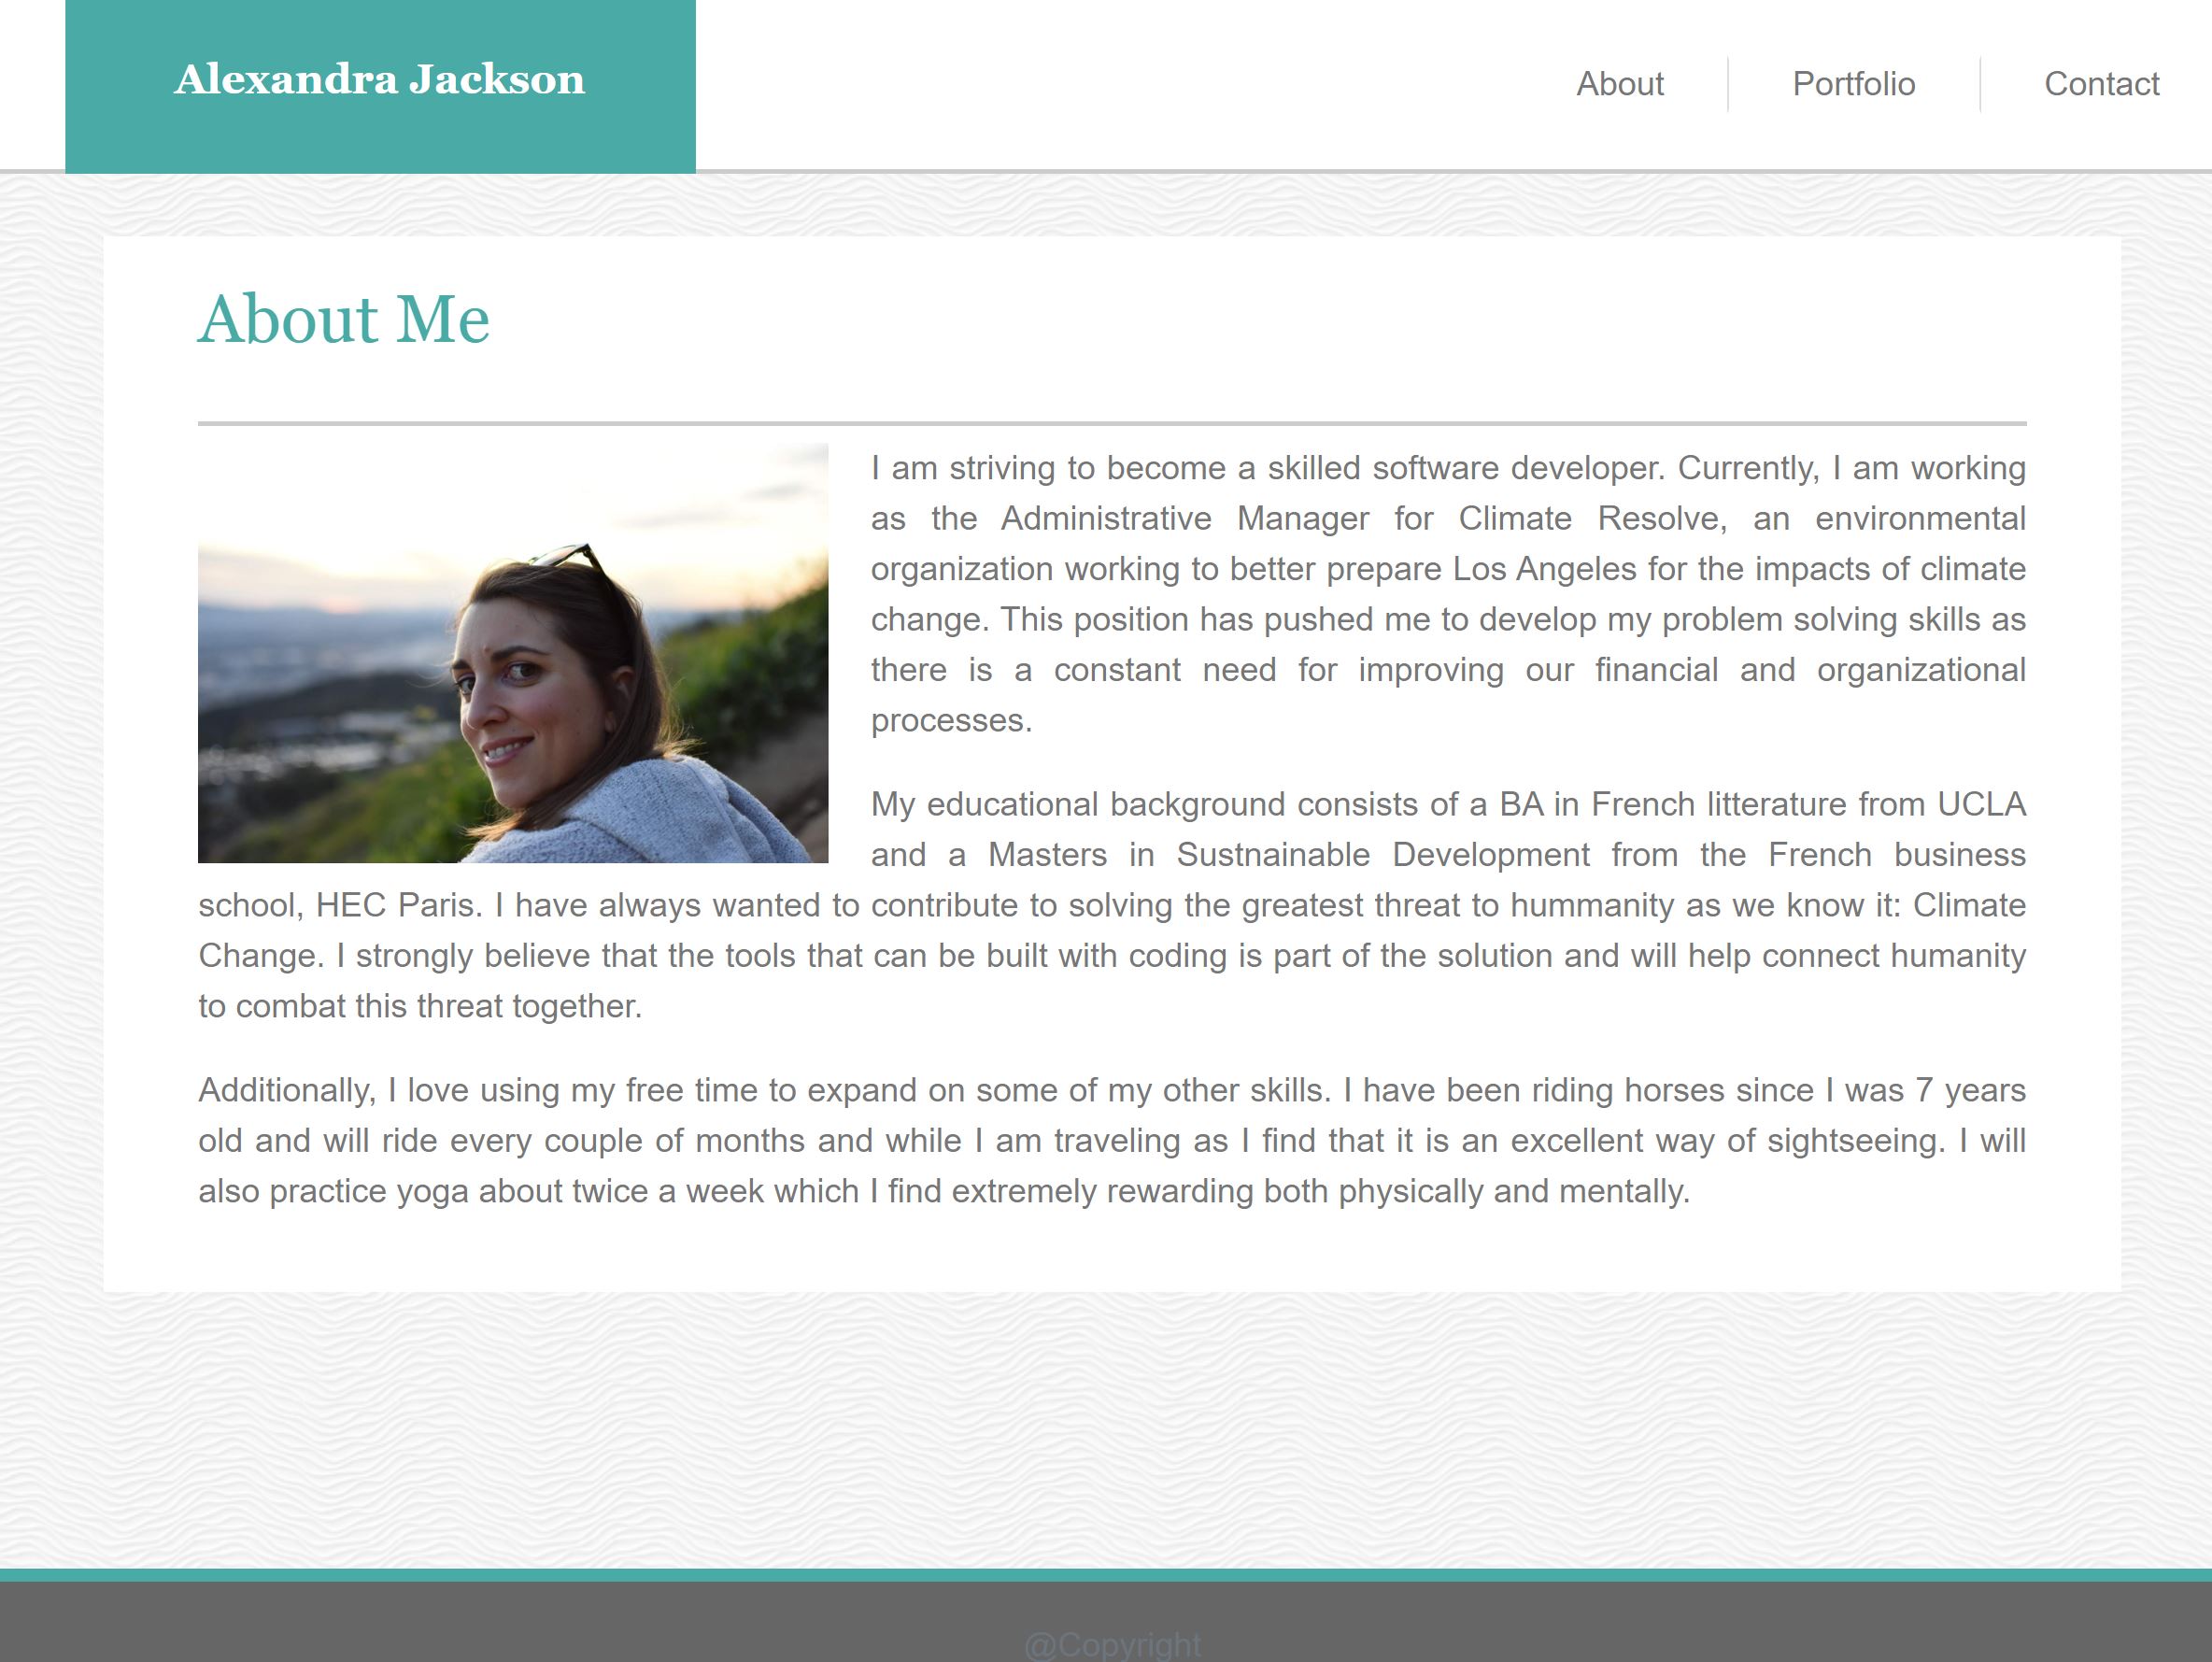 Alexandra Jackson
About
Portfolio
Contact
About Me
I am striving to become a skilled software developer. Currently, I am working
as the Administrative Manager for Climate Resolve, an environmental
organization working to better prepare Los Angeles for the impacts of climate
change. This position has pushed me to develop my problem solving skills as
there is a constant need for improving our financial and organizational
processes.
My educational background consists of a BA in French litterature from UCLA
and a Masters in Sustnainable Development from the French business
school, HEC Paris. I have always wanted to contribute to solving the greatest threat to hummanity as we know it: Climate
Change. I strongly believe that the tools that can be built with coding is part of the solution and will help connect humanity
to combat this threat together.
Additionally, I love using my free time to expand on some of my other skills. I have been riding horses since I was 7 years
old and will ride every couple of months and while I am traveling as I find that it is an excellent way of sightseeing. I will
also practice yoga about twice a week which I find extremely rewarding both physically and mentally.
@Copyright